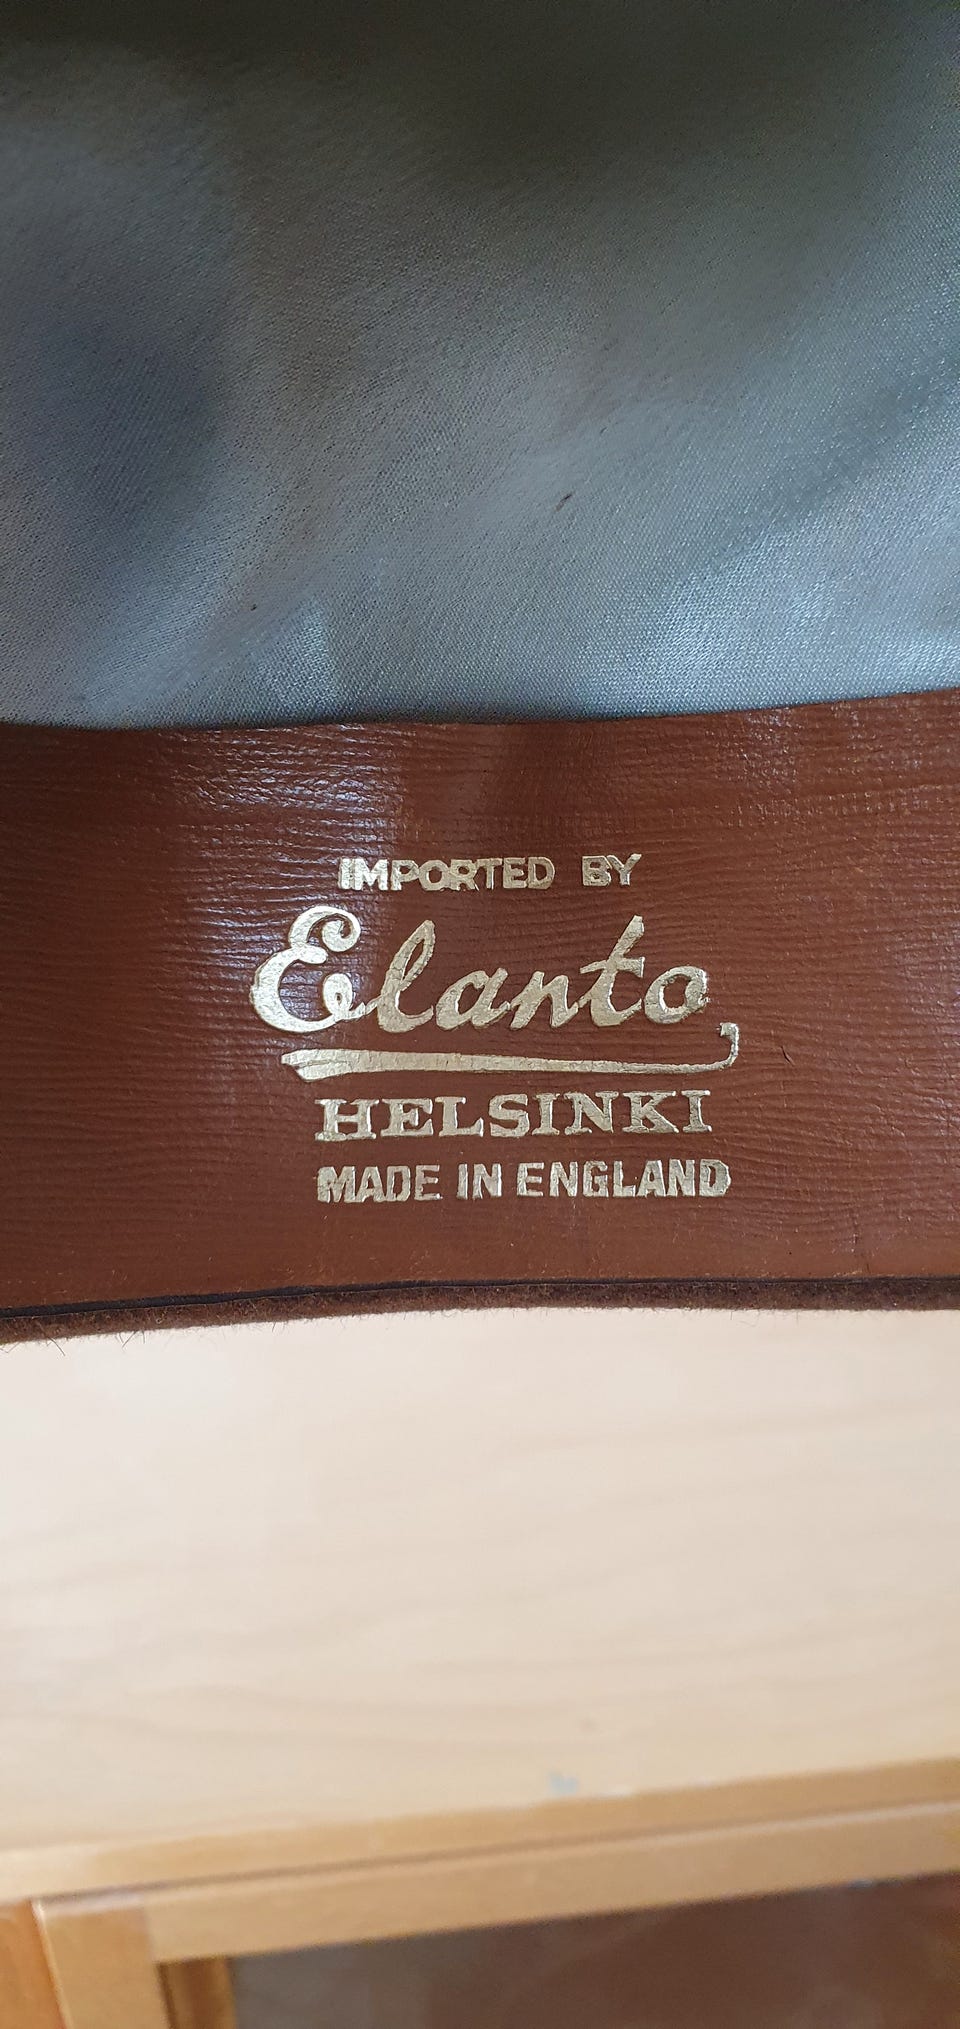 IMPORTED BY
Elanto
HELSINKI
MADE IN ENGLAND